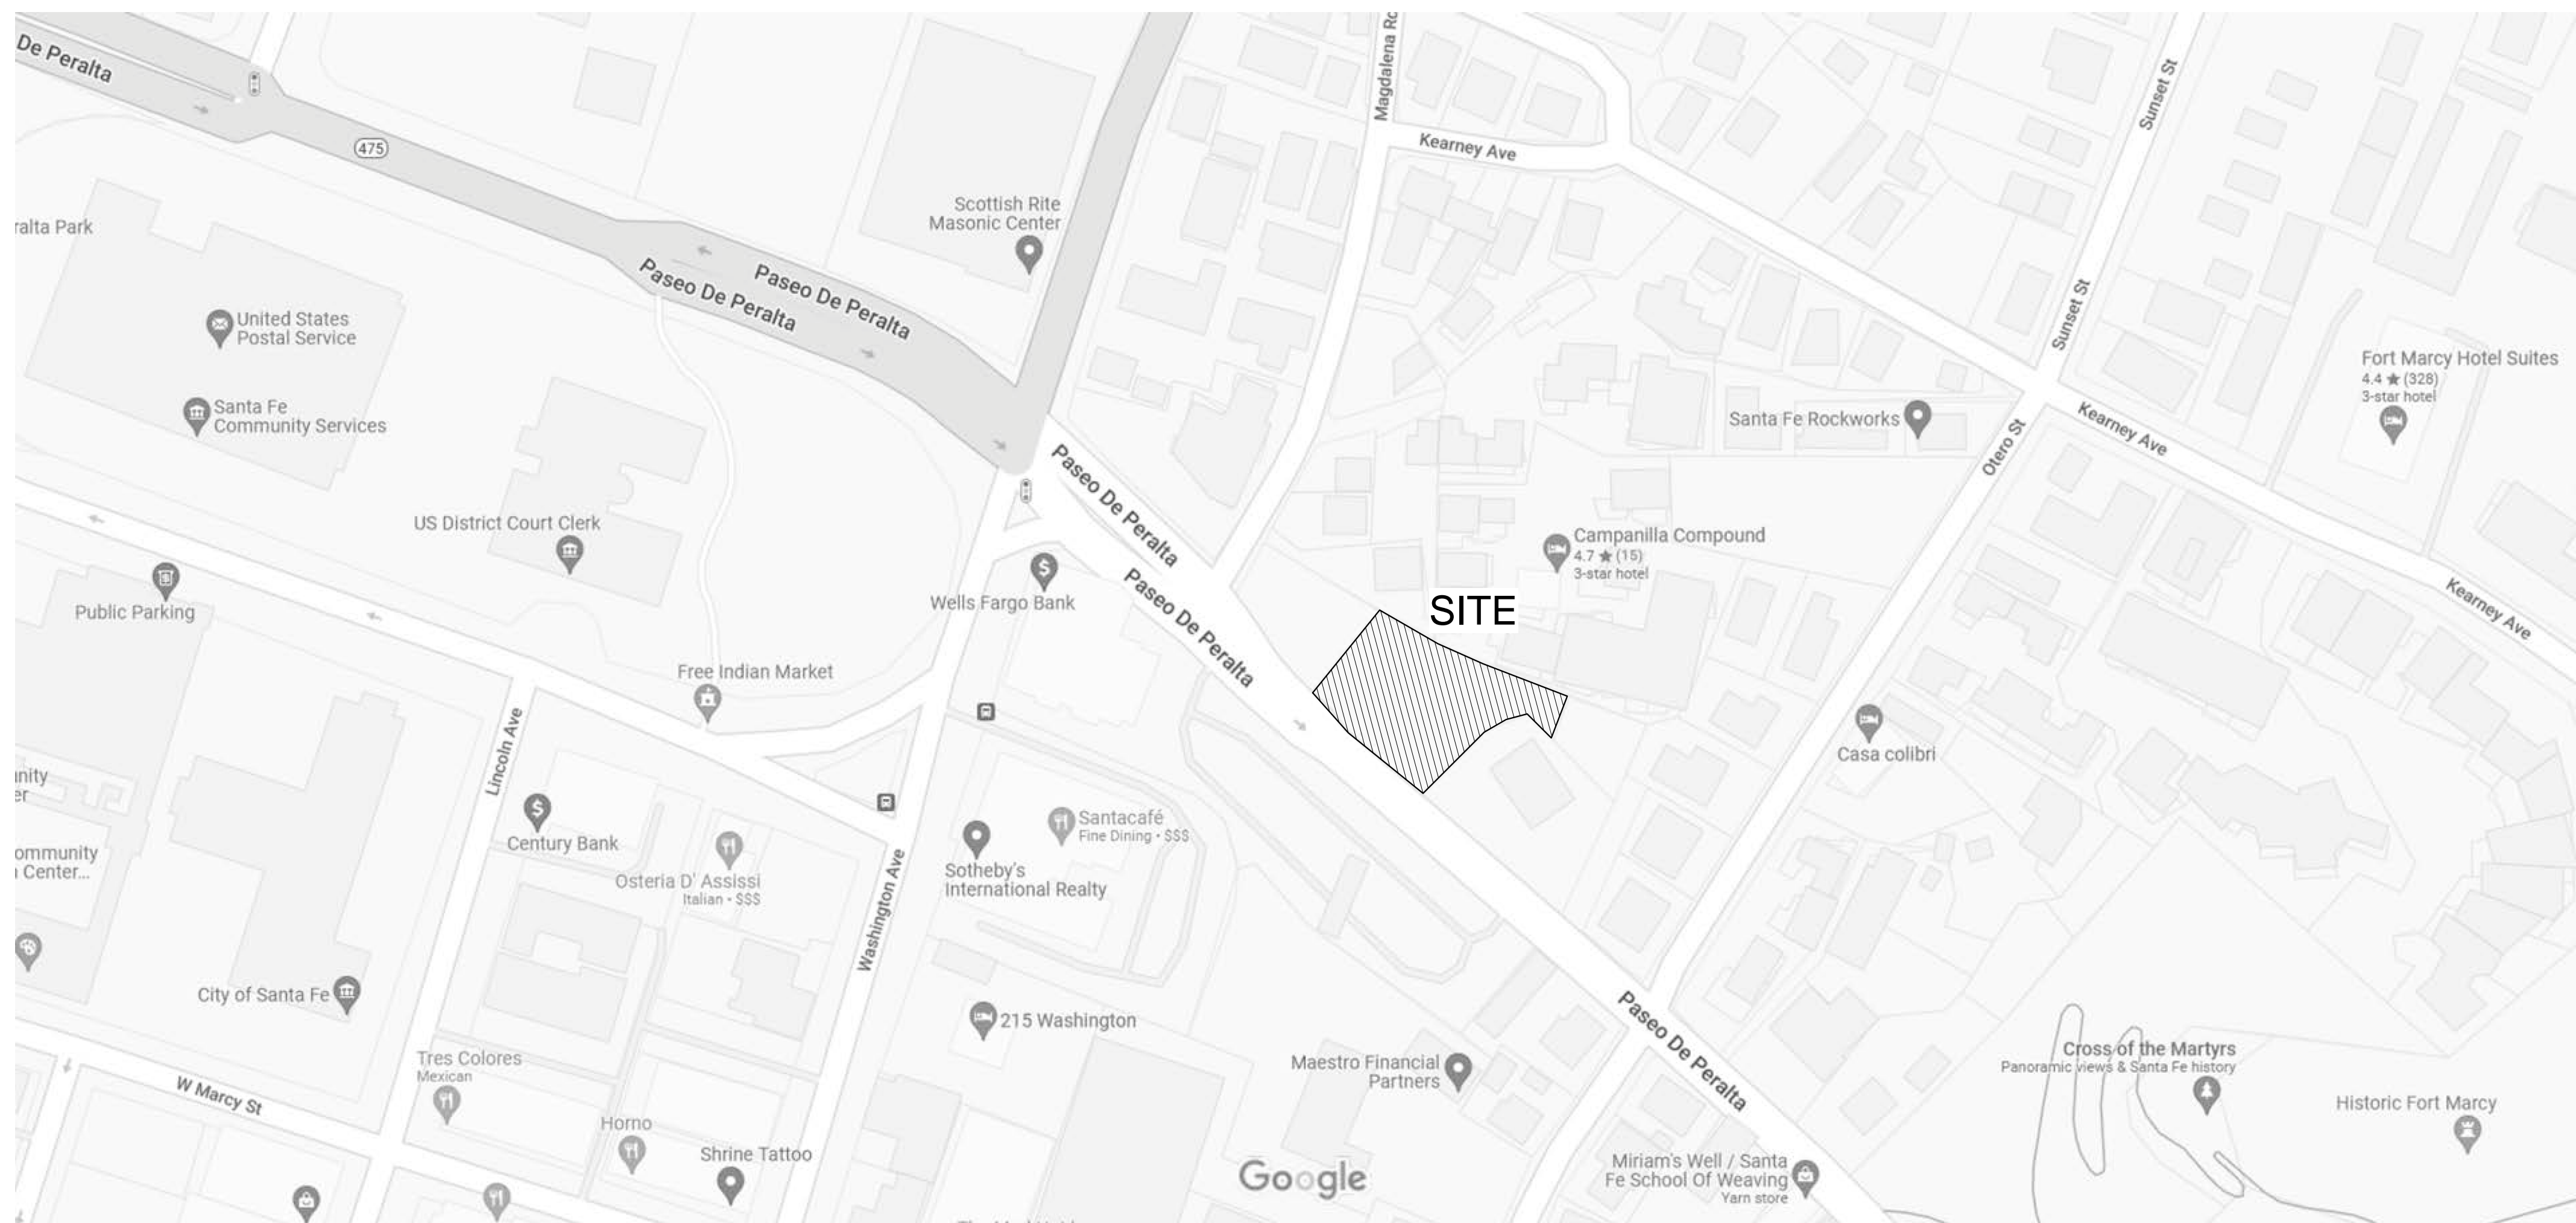 De Peralta
475
Magdalena Ro
Kearney Ave
Sunset St
Scottish Rite
Masonic Center
ralta Park
Paseo De Peralta
Paseo De Peralta
United States
Postal Service
Sunset St
Fort Marcy Hotel Suites
4.4 ★ (328)
3-star hotel
Santa Fe
Community Services
Santa Fe Rockworks
Otero St
Kearney Ave
Paseo De Peralta
US District Court Clerk
Campanilla Compound
4.7 ★ (15)
3-star hotel
Public Parking
Wells Fargo Bank
Paseo De Peralta
SITE
Kearney Ave
Free Indian Market
Lincoln Ave
Casa colibri
unity
er
Century Bank
Santacafé
Fine Dining • $$$
ommunity
n Center...
Osteria D' Assissi
Italian • $$$
Sotheby's
International Realty
Washington Ave
City of Santa Fe
215 Washington
Paseo De Peralta
Tres Colores
Mexican
Maestro Financial
Partners
Cross of the Martyrs
Panoramic views & Santa Fe history
W Marcy St
Historic Fort Marcy
Horno
Shrine Tattoo
Google
Miriam's Well / Santa
Fe School Of Weaving
Yarn store